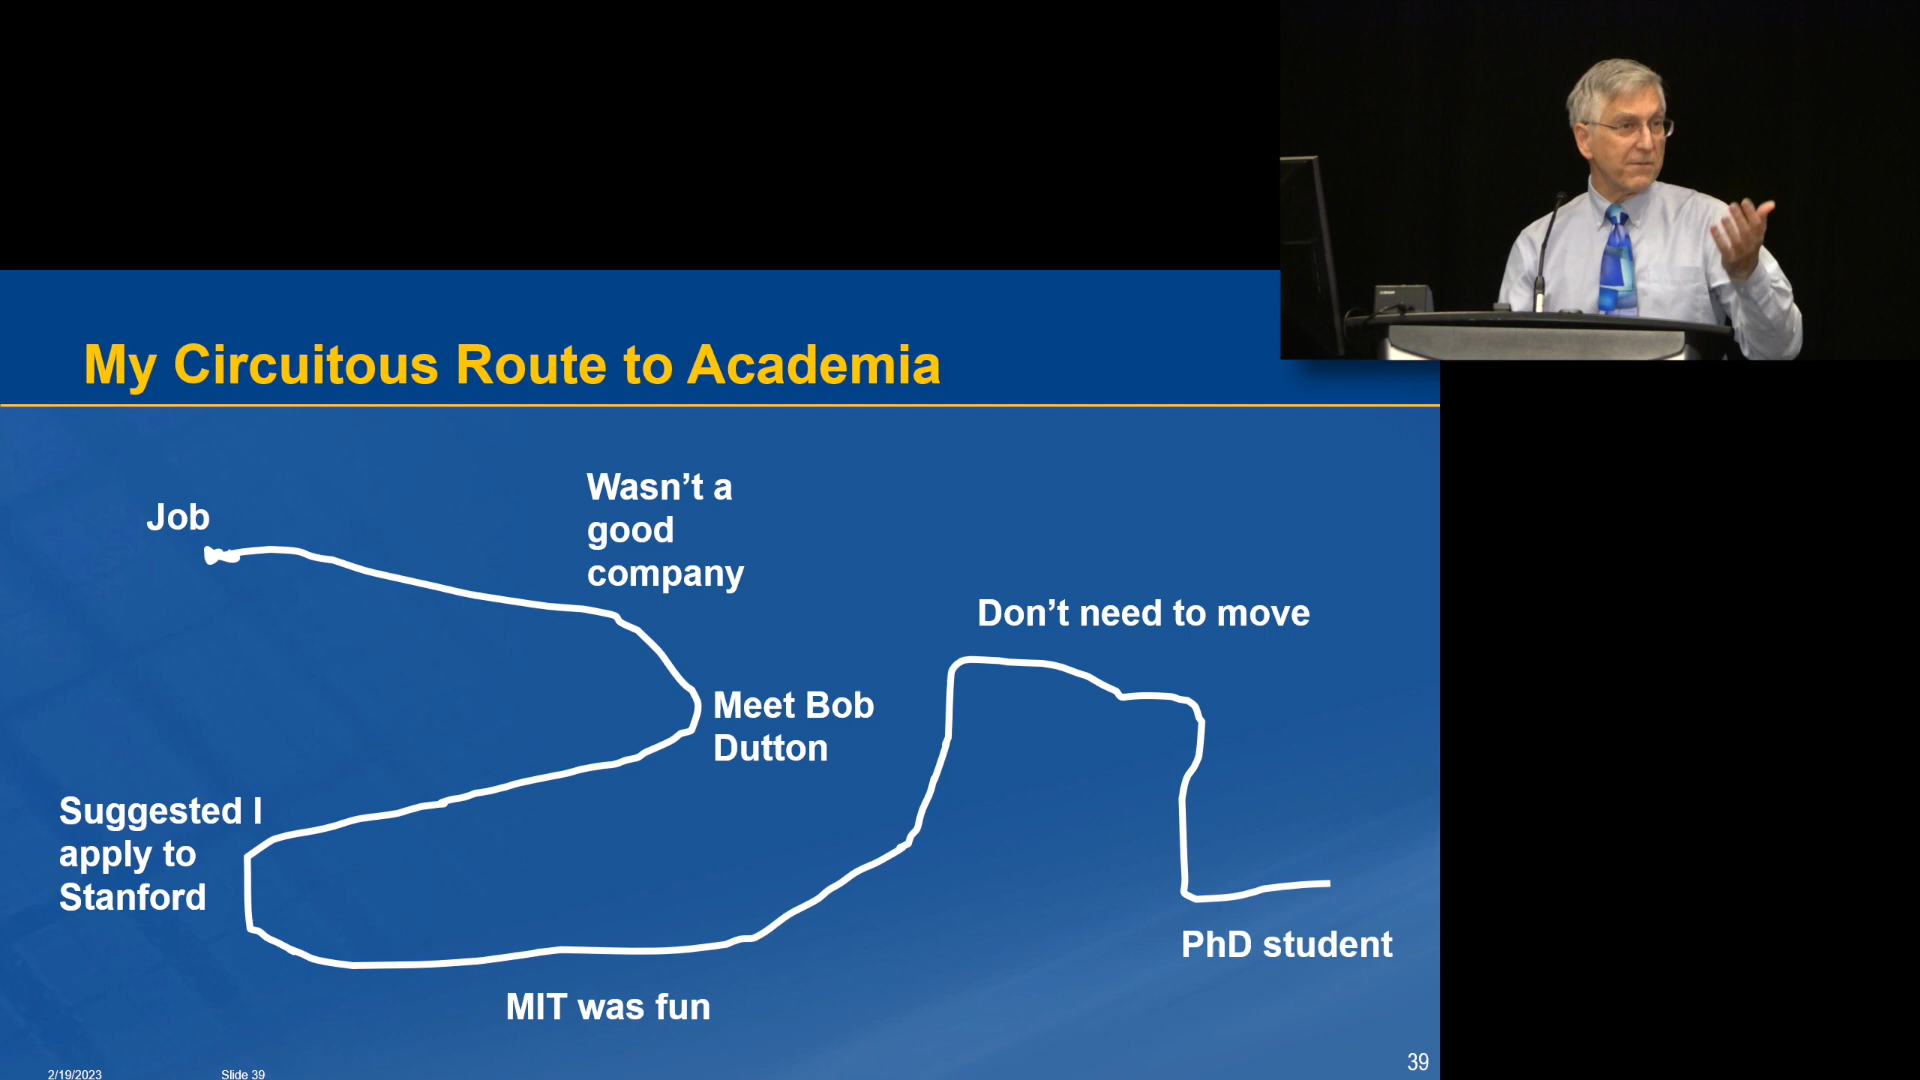 My Circuitous Route to Academia
Job
Wasn’t a
good
company
Don’t need to move
Meet Bob
Dutton
Suggested I
apply to
Stanford
PhD student
MIT was fun
2/19/2023
Slide 39
39